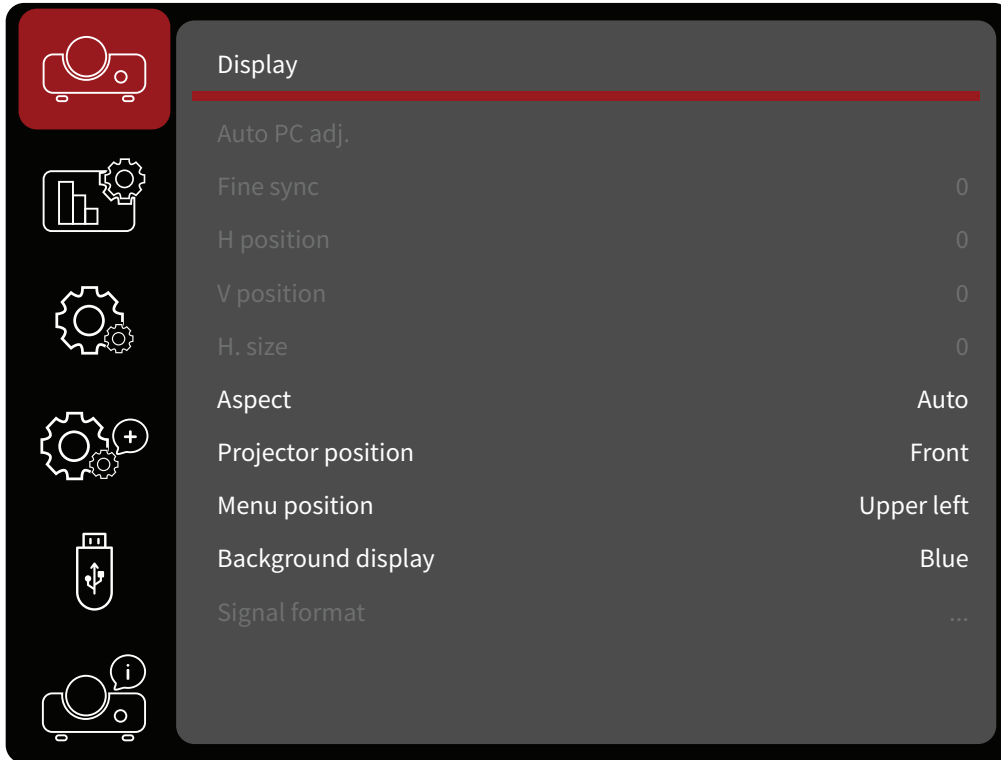 Display
Auto PC adj.
Fine sync 0
H position 0
V position 0
H. size 0
Aspect Auto
Projector position Front
Menu position Upper left
Background display Blue
Signal format ...
i